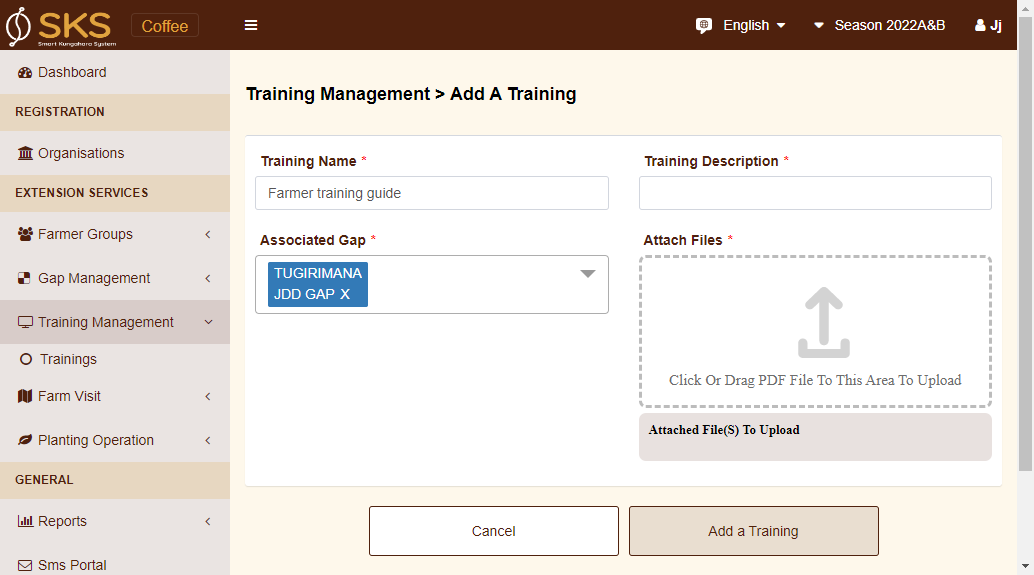 SKS
Smart Kungahara System
Coffee
English
Season 2022A&B
Jj
Dashboard
REGISTRATION
Organisations
EXTENSION SERVICES
Farmer Groups
Gap Management
Training Management
Trainings
Farm Visit
Planting Operation
GENERAL
Reports
Sms Portal
Training Management > Add A Training
Training Name *
Farmer training guide
Training Description *
Associated Gap *
TUGIRIMANA
JDD GAP X
Attach Files *
Click Or Drag PDF File To This Area To Upload
Attached File(S) To Upload
Cancel
Add a Training